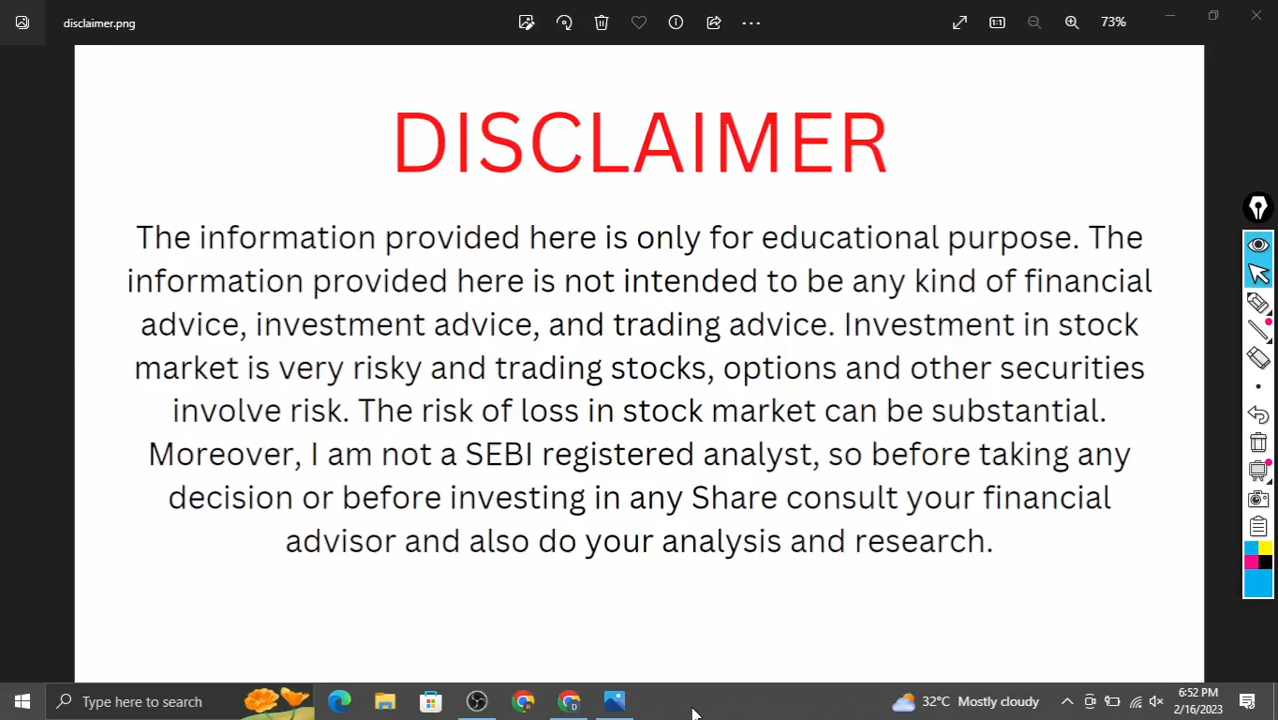 disclaimer.png
1:1
73%
DISCLAIMER
The information provided here is only for educational purpose. The
information provided here is not intended to be any kind of financial
advice, investment advice, and trading advice. Investment in stock
market is very risky and trading stocks, options and other securities
involve risk. The risk of loss in stock market can be substantial.
Moreover, I am not a SEBI registered analyst, so before taking any
decision or before investing in any Share consult your financial
advisor and also do your analysis and research.
Type here to search
32°C Mostly cloudy
6:52 PM
2/16/2023